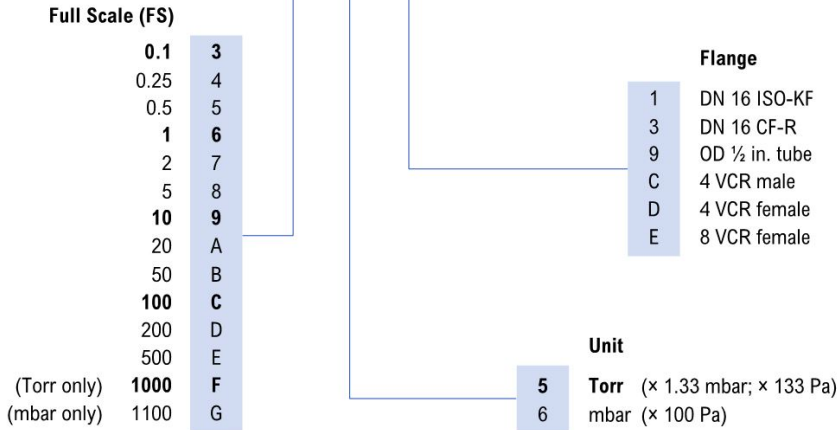 Full Scale (FS)
0.1 3
0.25 4
0.5 5
1 6
2 7
5 8
10 9
20 A
50 B
100 C
200 D
500 E
(Torr only) 1000 F
(mbar only) 1100 G
Flange
1 DN 16 ISO-KF
3 DN 16 CF-R
9 OD ½ in. tube
C 4 VCR male
D 4 VCR female
E 8 VCR female
Unit
5 Torr (× 1.33 mbar; × 133 Pa)
6 mbar (× 100 Pa)